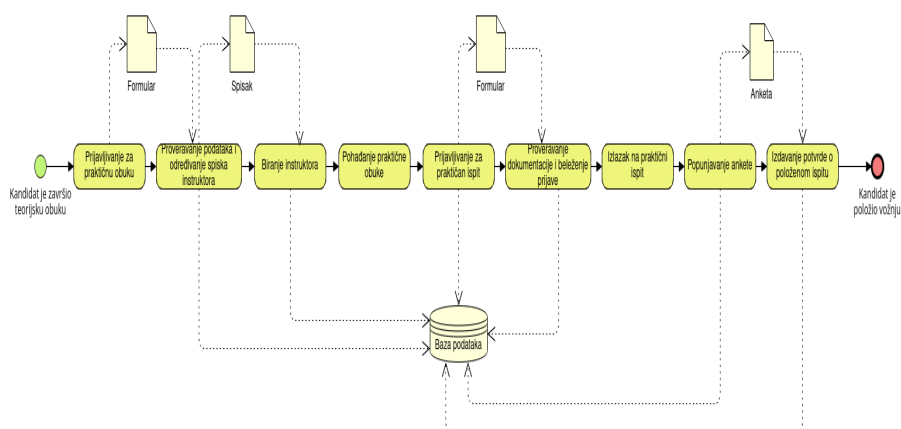 Formular
Spisak
Formular
Anketa
Prijavljivanje za
praktičnu obuku
Proveravanje podataka i
određivanje spiska
instruktora
Biranje instruktora
Pohađanje praktične
obuke
Prijavljivanje za
praktičan ispit
Proveravanje
dokumentacije i beleženje
prijave
Izlazak na praktični
ispit
Popunjavanje ankete
Izdavanje potvrde o
položenom ispitu
Kandidat je završio
teorijsku obuku
Kandidat je
položio vožnju
Baza podataka